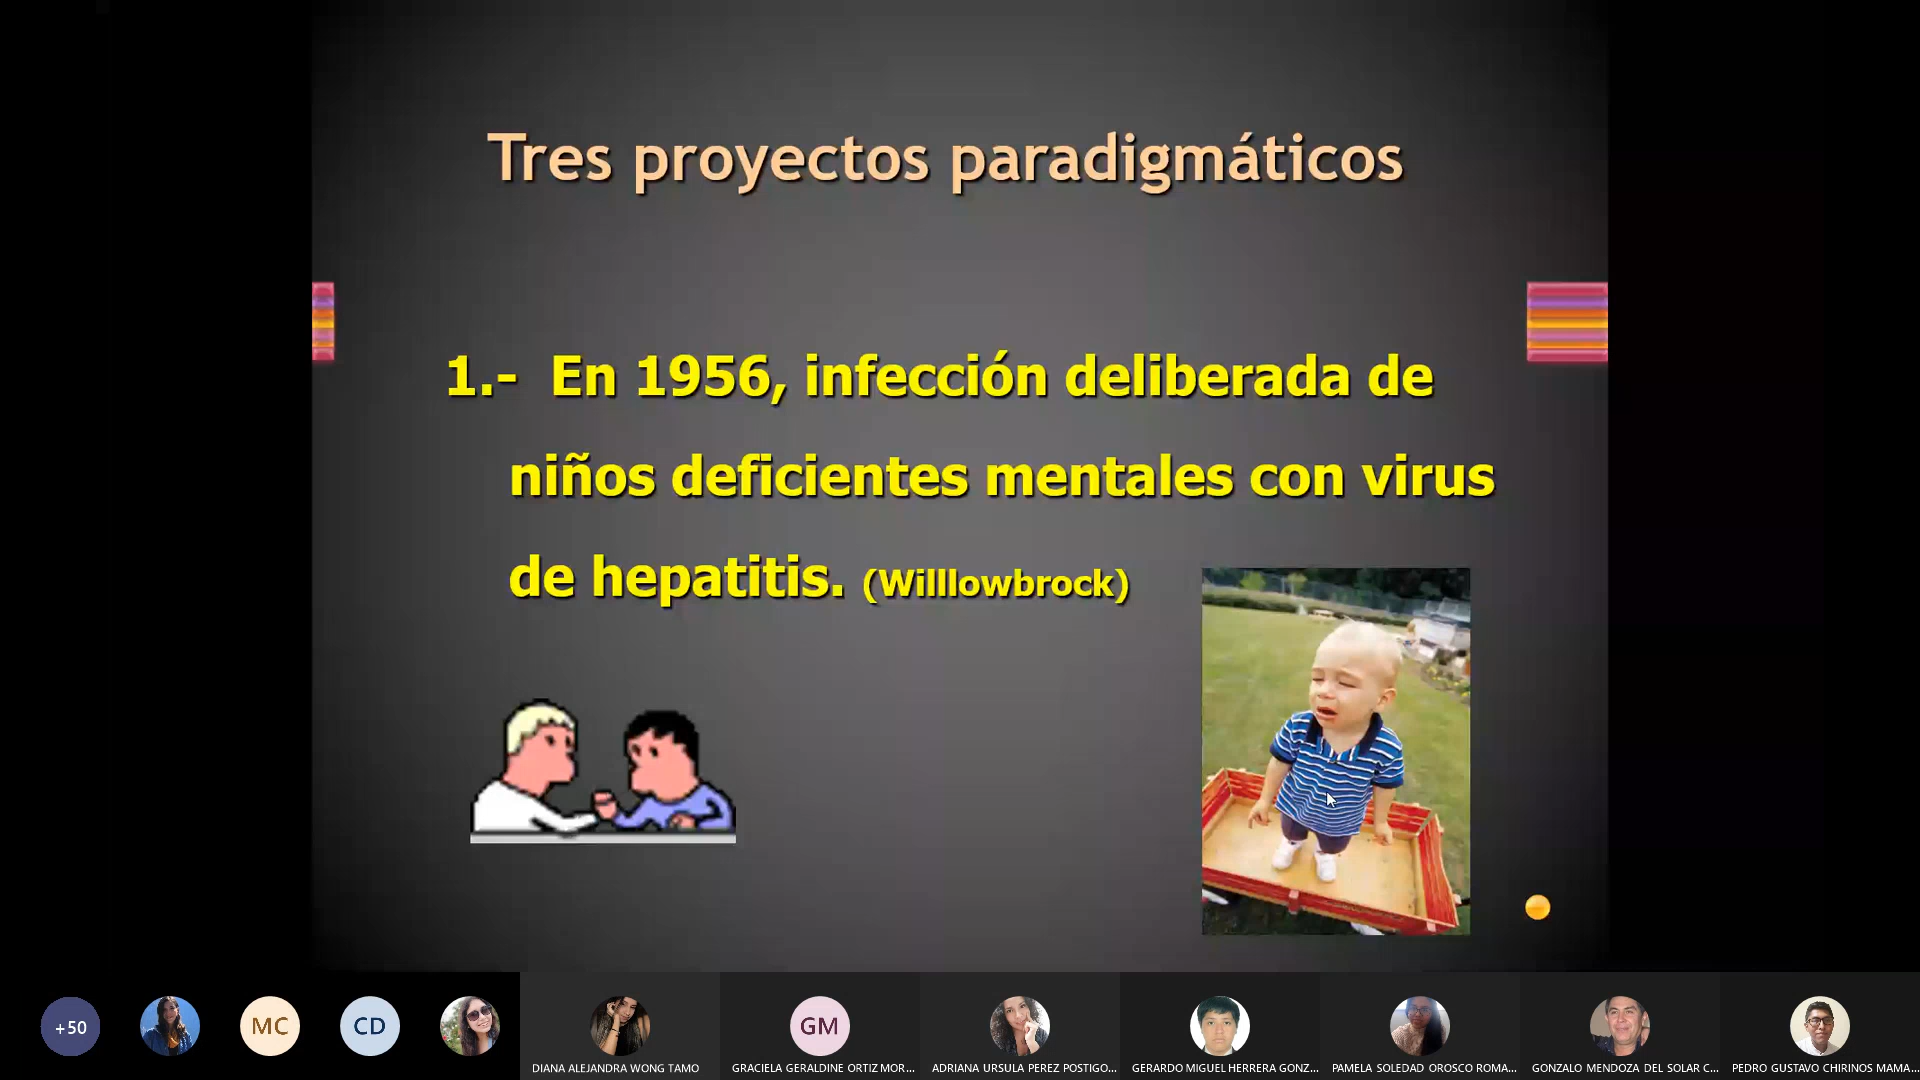 Tres proyectos paradigmáticos
1.- En 1956, infección deliberada de
niños deficientes mentales con virus
de hepatitis. (Willlowbrock)
+50
MC
CD
GM
DIANA ALEJANDRA WONG TAMO
GRACIELA GERALDINE ORTIZ MOR...
ADRIANA URSULA PEREZ POSTIGO...
GERARDO MIGUEL HERRERA GONZ...
PAMELA SOLEDAD OROSCO ROMA...
GONZALO MENDOZA DEL SOLAR C...
PEDRO GUSTAVO CHIRINOS MAMA...